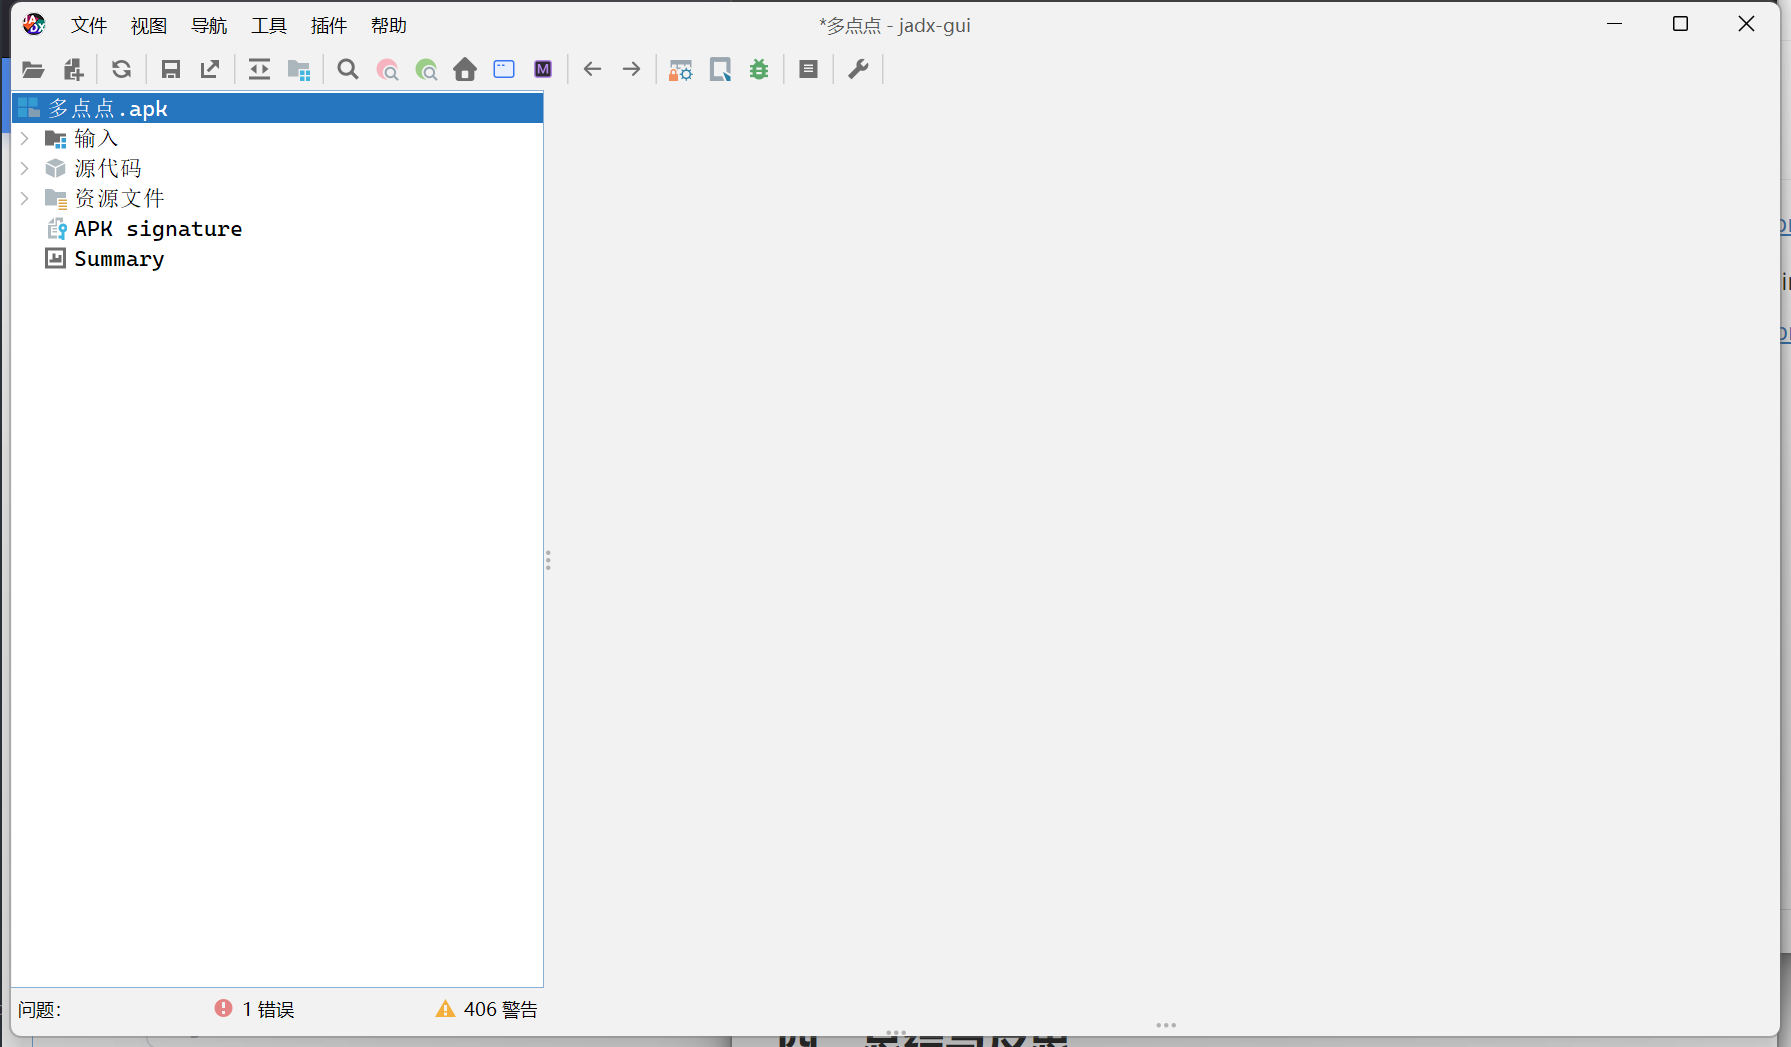 文件 视图 导航 工具 插件 帮助
*多点点 - jadx-gui
多点点.apk
输入
源代码
资源文件
APK signature
Summary
问题:
1 错误
406 警告